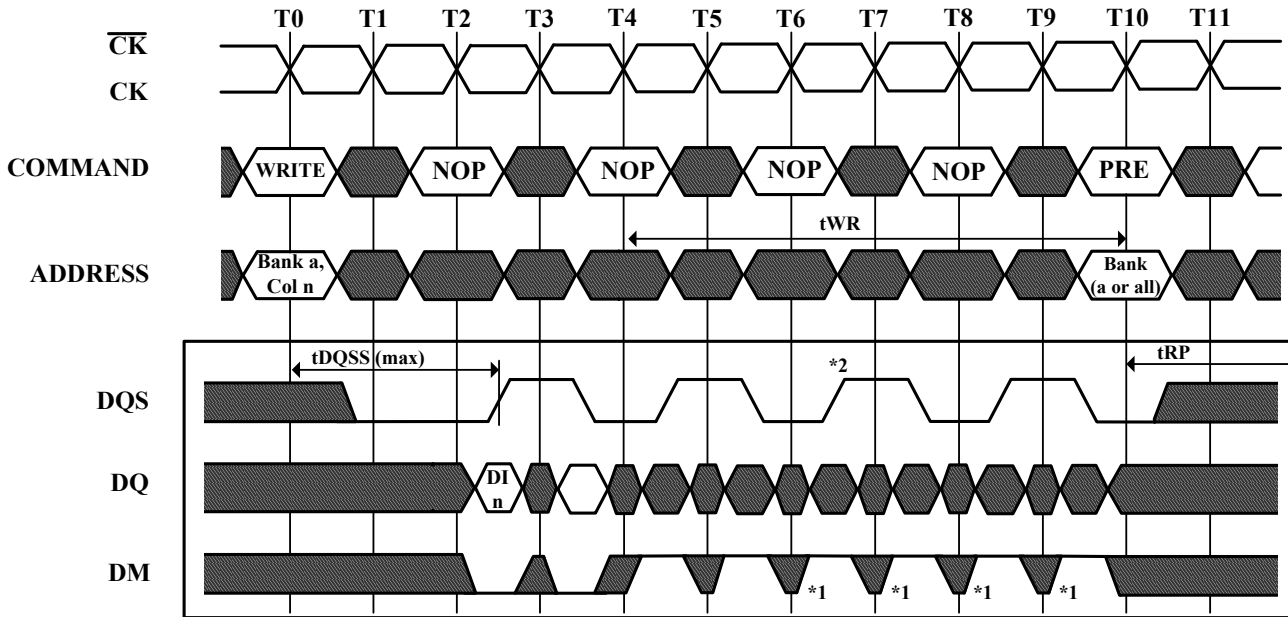 T0 T1 T2 T3 T4 T5 T6 T7 T8 T9 T10 T11
CK
CK
COMMAND WRITE NOP NOP NOP NOP PRE
tWR
ADDRESS Bank a, Col n Bank (a or all)
tDQSS (max) *2 tRP
DQS
DQ DI n
DM *1 *1 *1 *1